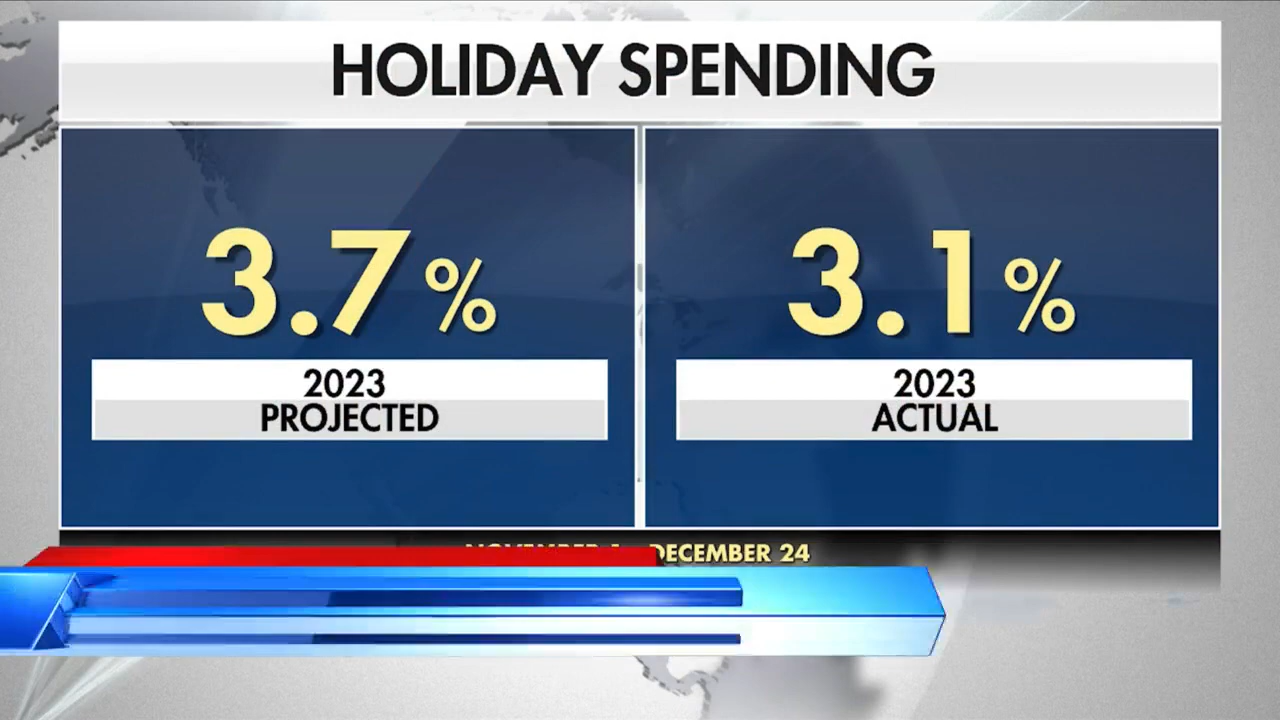 HOLIDAY SPENDING
3.7%
2023
PROJECTED
3.1%
2023
ACTUAL
DECEMBER 24